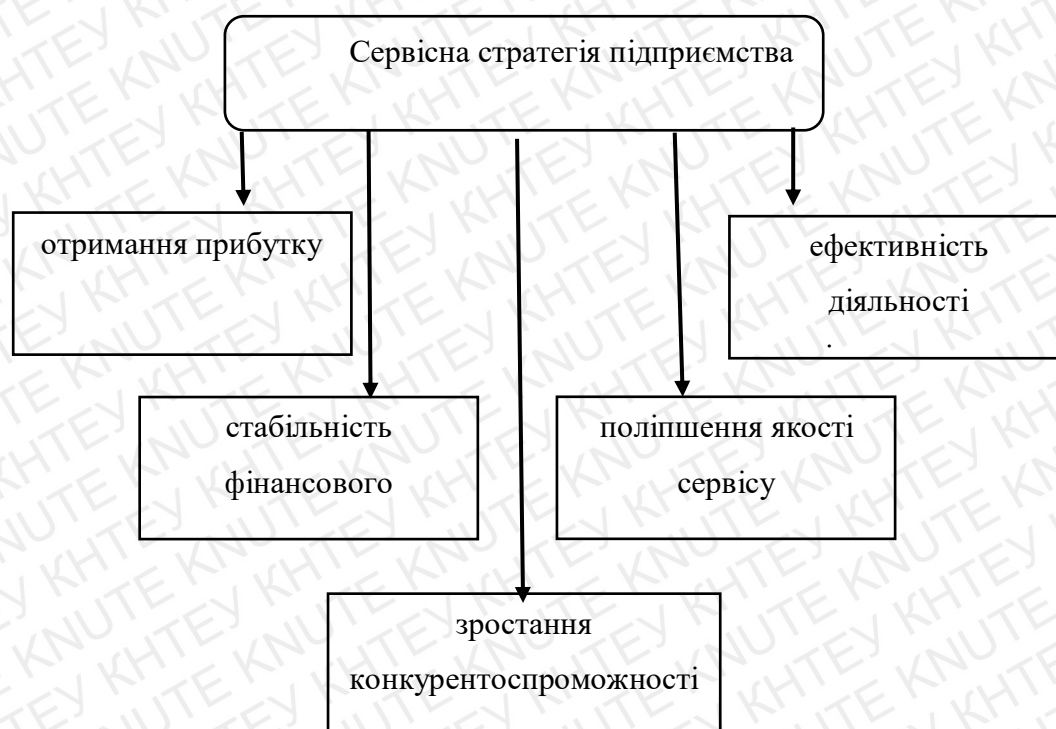 Сервісна стратегія підприємства
отримання прибутку
ефективність
діяльності
.
стабільність
фінансового
поліпшення якості
сервісу
зростання
конкурентоспроможності